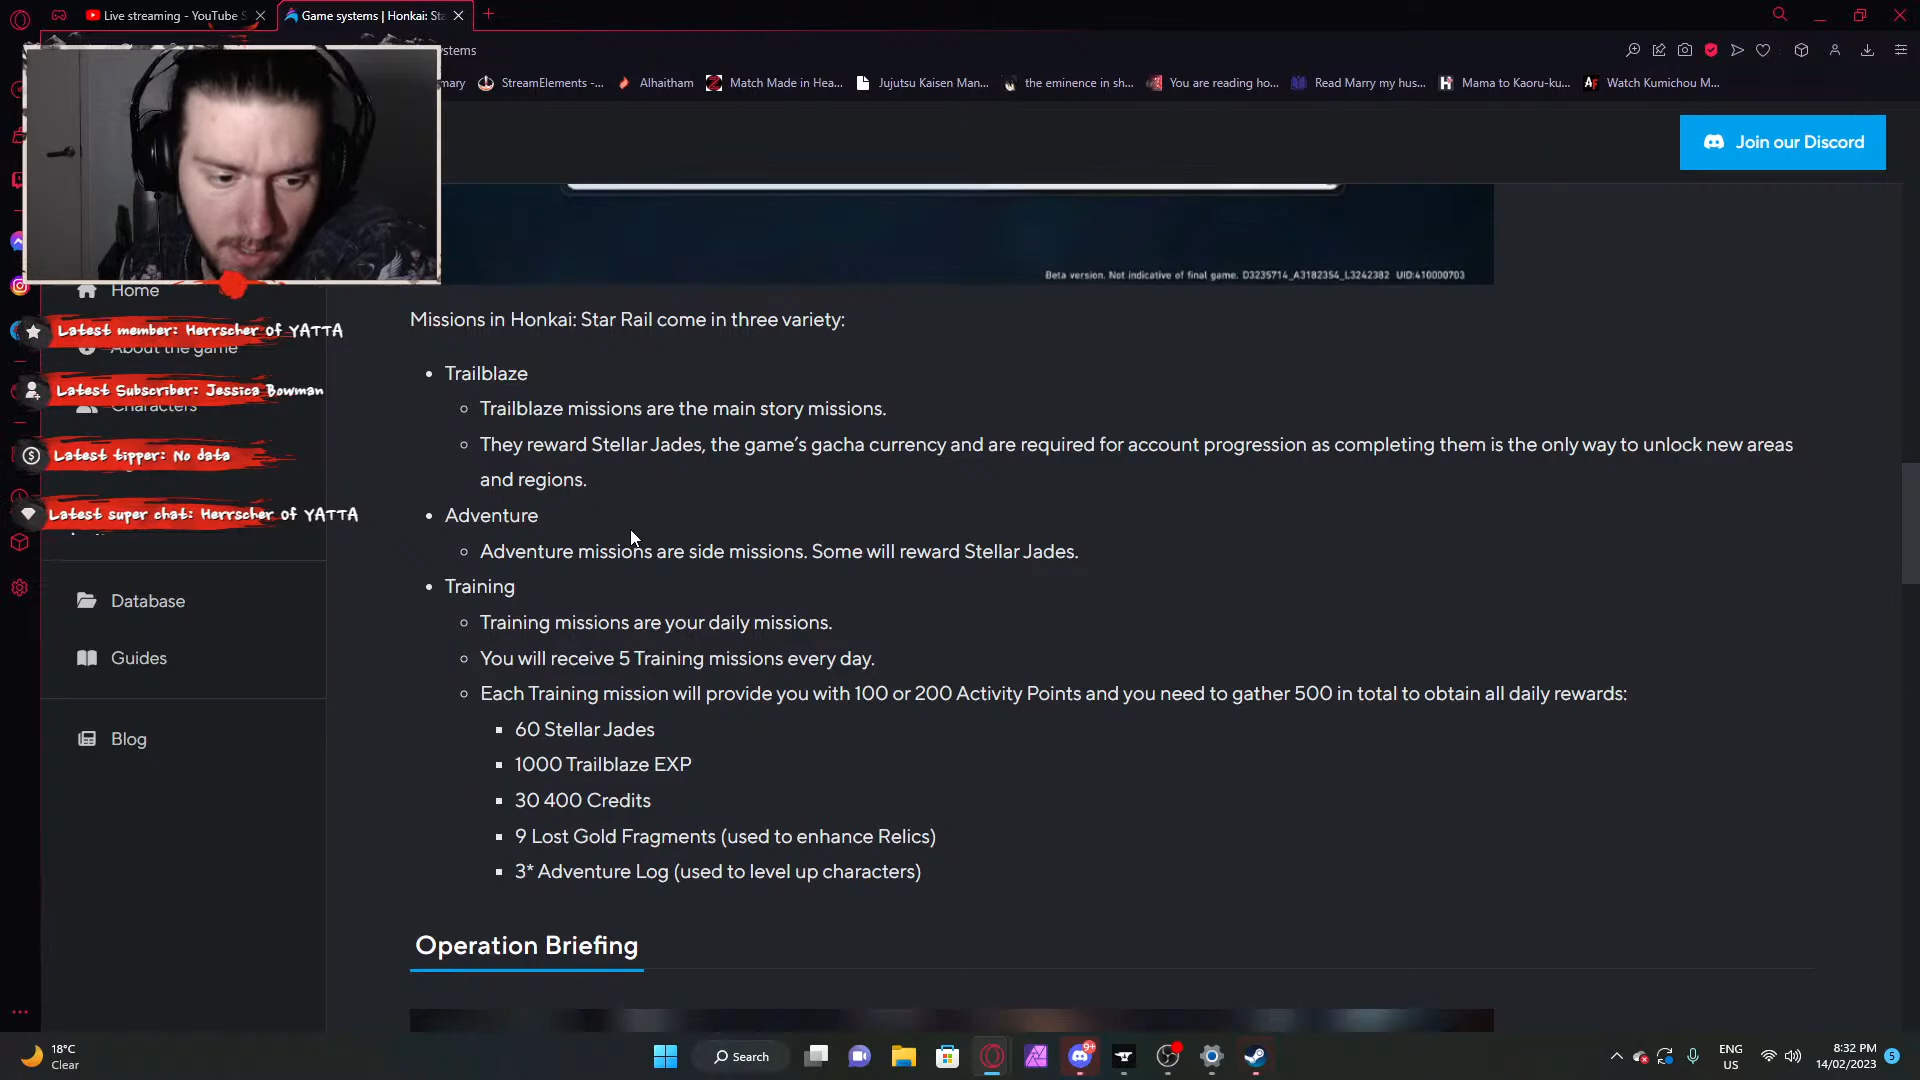 Live streaming - YouTube S
Game systems | Honkai: Sta
ystems
mary
StreamElements -...
Alhaitham
Match Made in Hea...
Jujutsu Kaisen Man...
the eminence in sh...
You are reading ho...
Read Marry my hus...
Mama to Kaoru-ku...
Watch Kumichou M...
Join our Discord
Beta version. Not indicative of final game. D3235714_A3182354_L3242382 UID:410000703
Home
Latest member: Herrscher of YATTA
About the game
Latest Subscriber: Jessica Bowman
Characters
Latest tipper: No data
Latest super chat: Herrscher of YATTA
Database
Guides
Blog
Missions in Honkai: Star Rail come in three variety:
Trailblaze
Trailblaze missions are the main story missions.
They reward Stellar Jades, the game's gacha currency and are required for account progression as completing them is the only way to unlock new areas
and regions.
Adventure
Adventure missions are side missions. Some will reward Stellar Jades.
Training
Training missions are your daily missions.
You will receive 5 Training missions every day.
Each Training mission will provide you with 100 or 200 Activity Points and you need to gather 500 in total to obtain all daily rewards:
60 Stellar Jades
1000 Trailblaze EXP
30 400 Credits
9 Lost Gold Fragments (used to enhance Relics)
3* Adventure Log (used to level up characters)
Operation Briefing
18°C
Clear
Search
9+
ENG
US
8:32 PM
14/02/2023
5